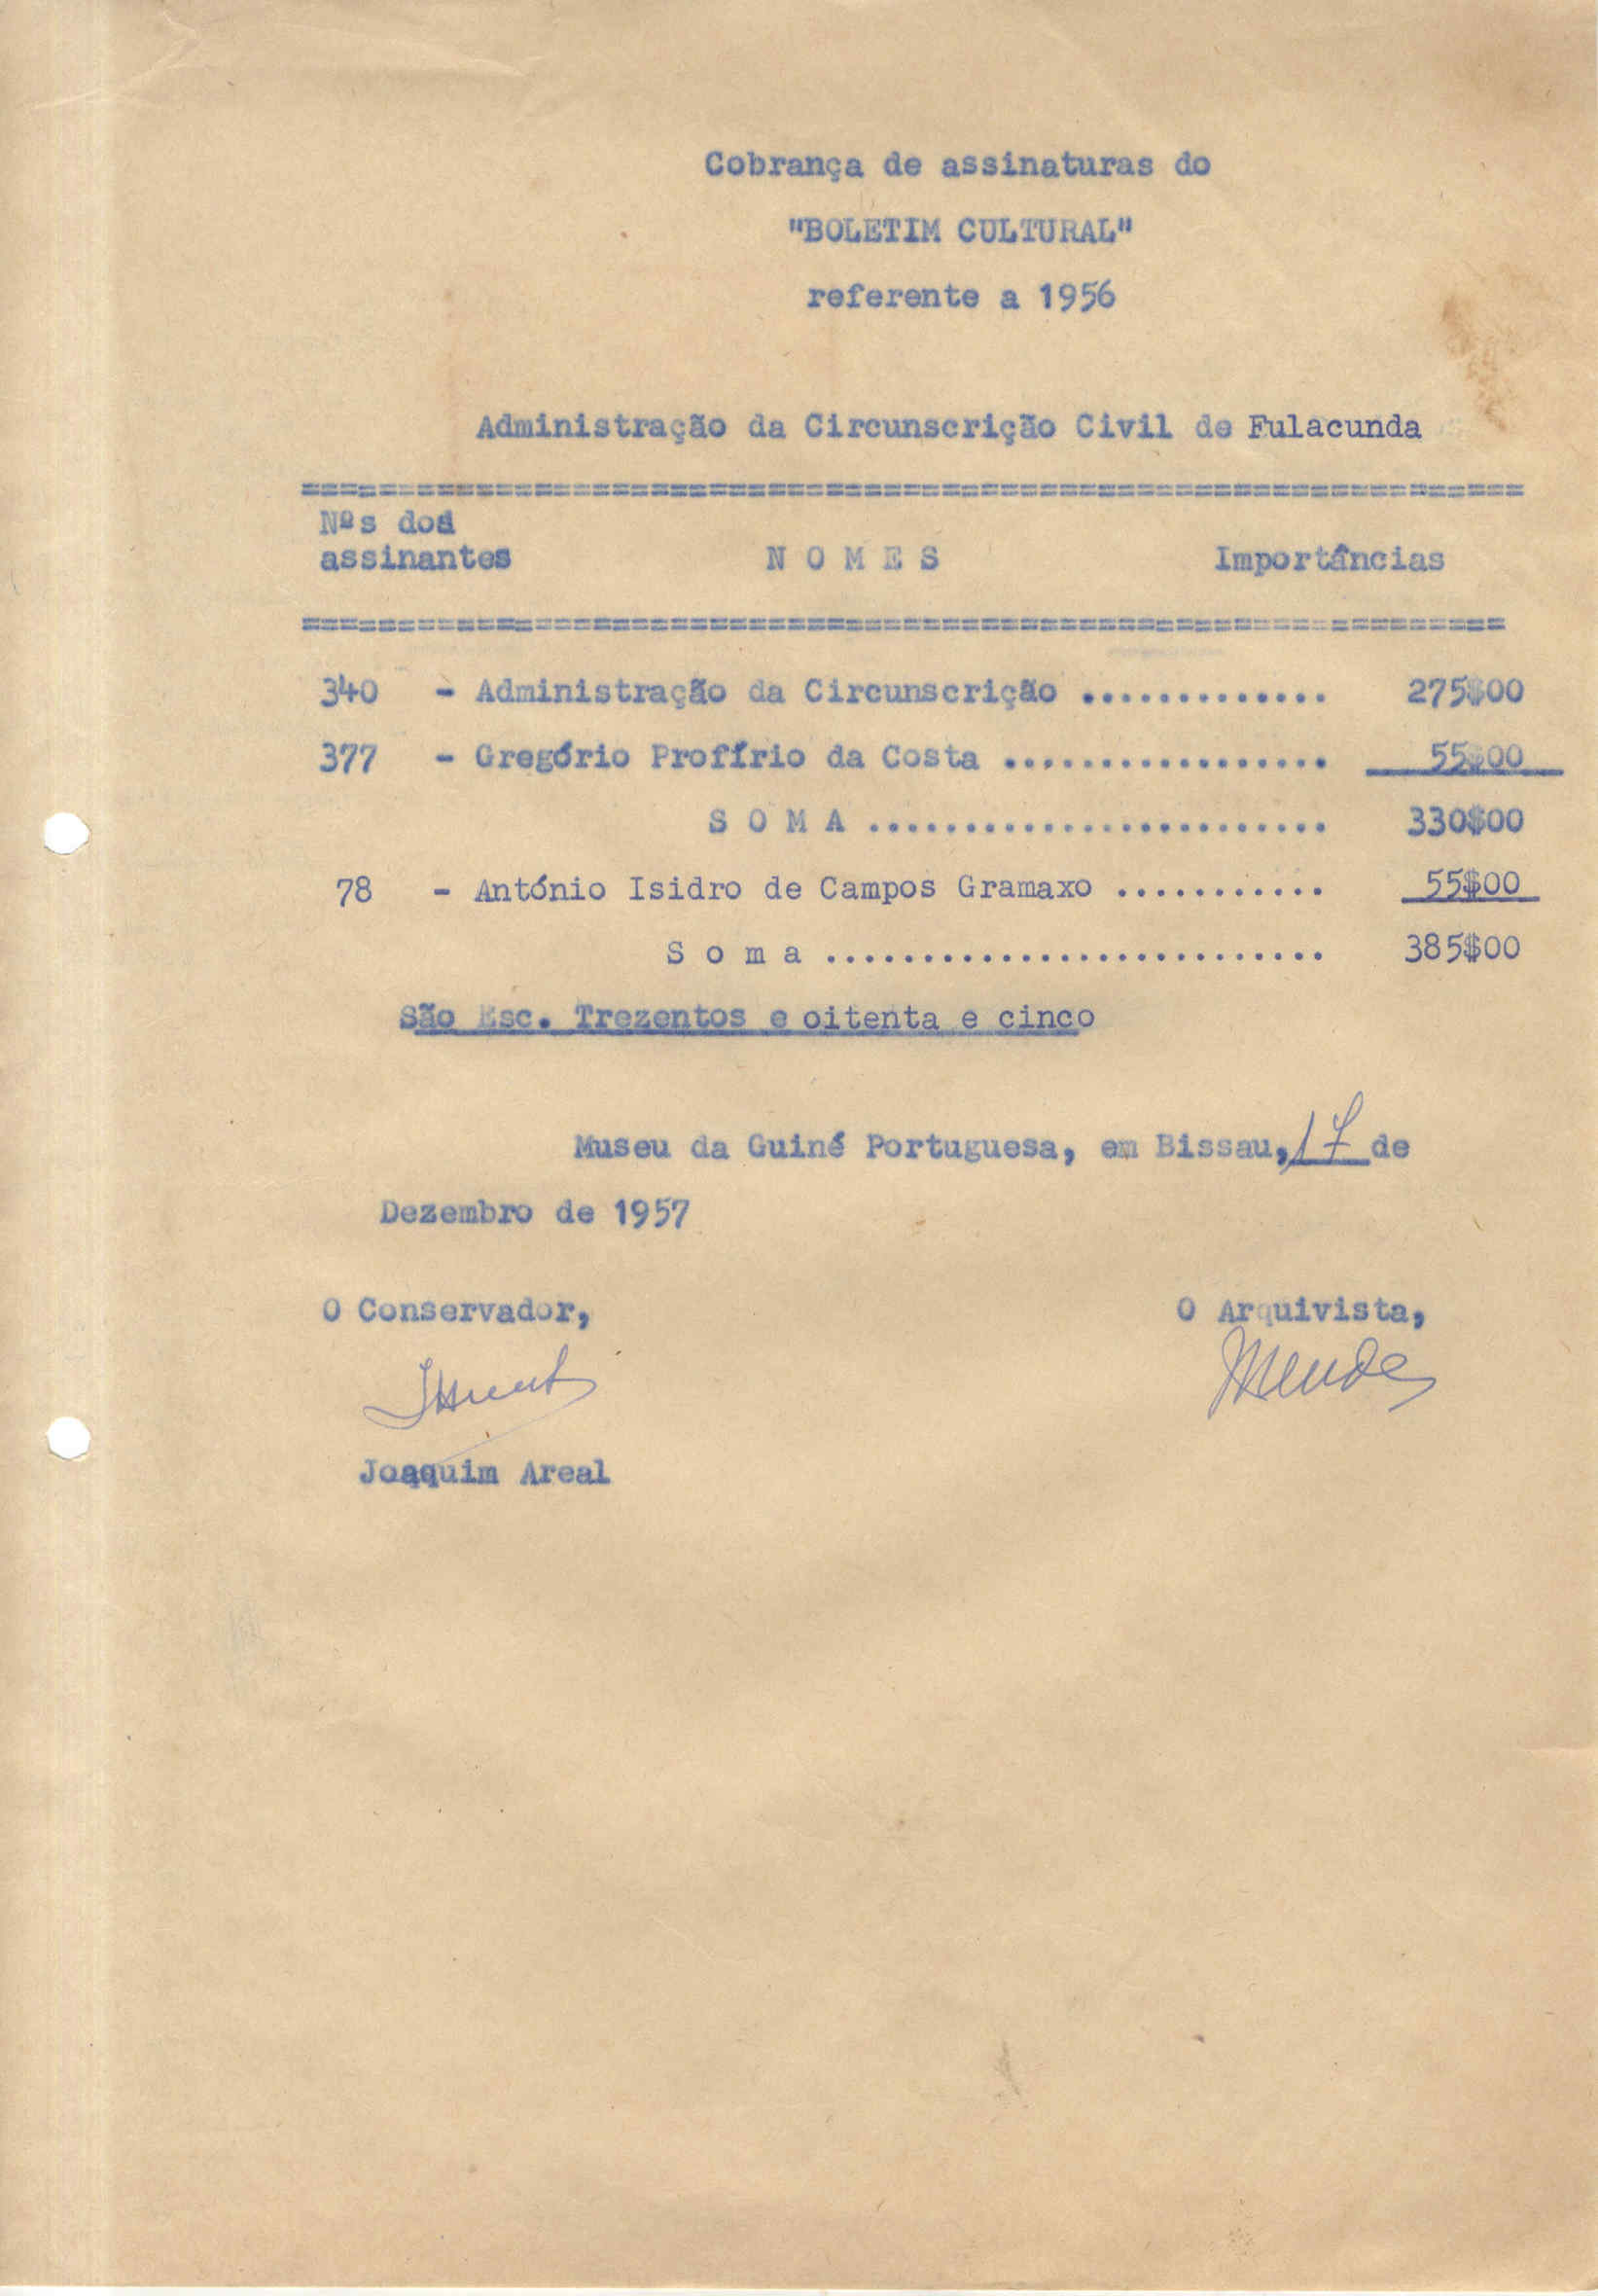 Cobrança de assinaturas do
"BOLETIM CULTURAL"
referente a 1956
Administração da Circunscrição Civil de Fulacunda
===============================================================
Nºs dos
assinantes N O M E S Importâncias
==============================================================
340 - Administração da Circunscrição ............. 275$00
377 - Gregório Profírio da Costa ................. 55$00
S O M A ........................ 330$00
78 - António Isidro de Campos Gramaxo ........... 55$00
S o m a .......................... 385$00
São Esc. Trezentos e oitenta e cinco
Museu da Guiné Portuguesa, em Bissau, 17 de
Dezembro de 1957
O Conservador, O Arquivista,
Mendes
Joaquim Areal